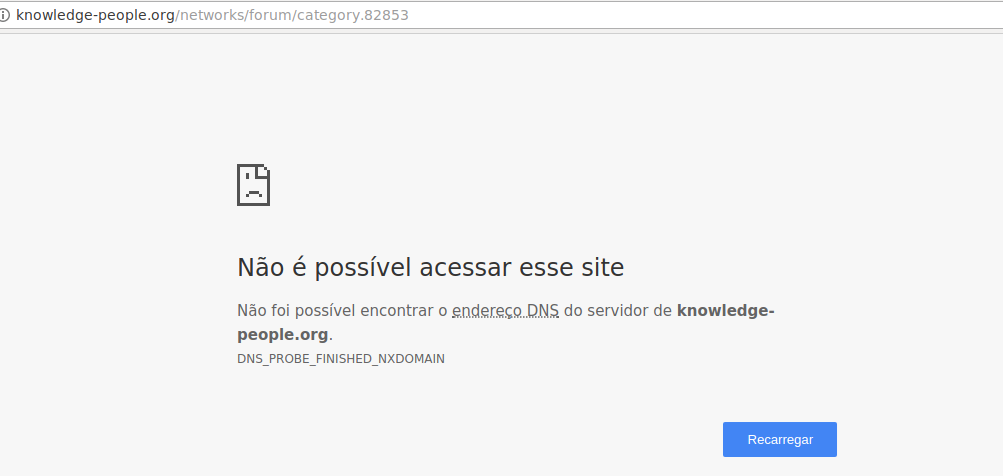 knowledge-people.org/networks/forum/category.82853
Não é possível acessar esse site
Não foi possível encontrar o endereço DNS do servidor de knowledge-
people.org.
DNS_PROBE_FINISHED_NXDOMAIN
Recarregar